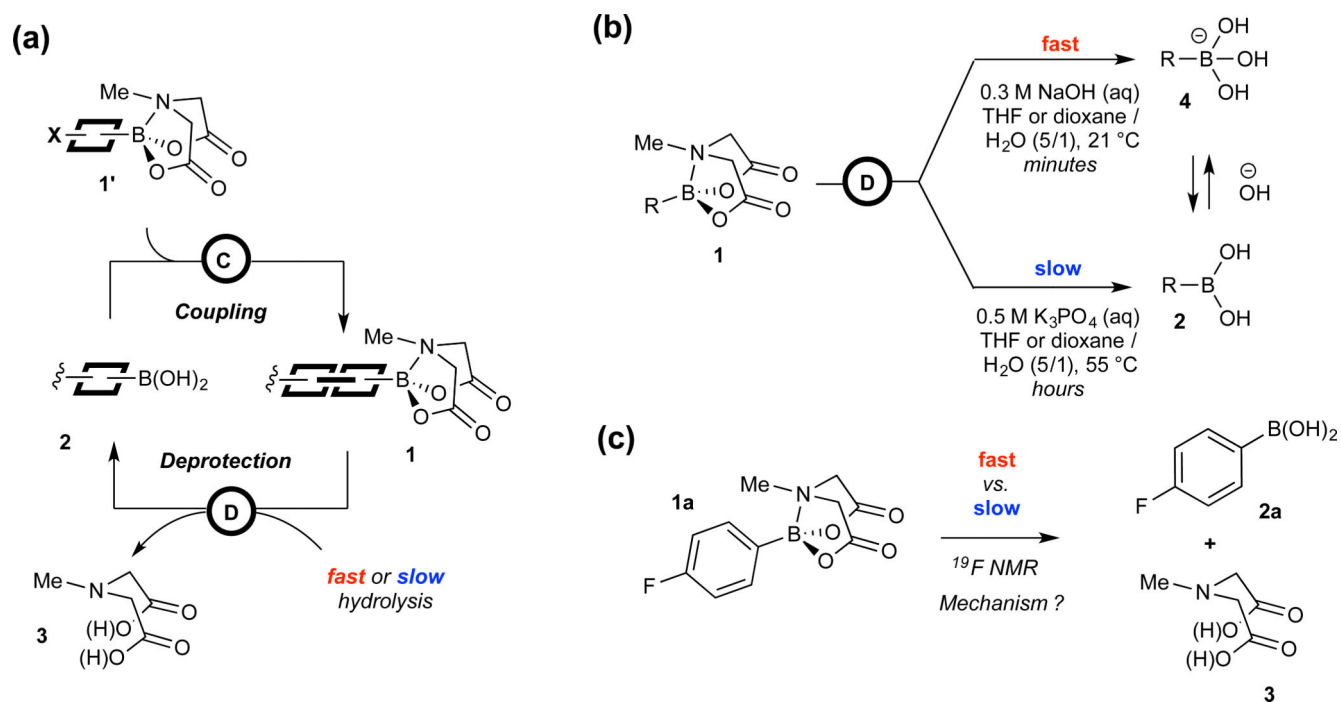 (a)
Me
N
X
B
O
O
O
O
1'
C
Coupling
B(OH)2
2
Me
N
B
O
O
O
O
1
Deprotection
D
fast or slow
hydrolysis
Me
N
O
(H)O
(H)O
O
3
(b)
Me
N
B
O
R
O
O
O
1
D
fast
0.3 M NaOH (aq)
THF or dioxane /
H2O (5/1), 21 °C
minutes
⊖
OH
R
B
OH
OH
4
⊖
OH
slow
0.5 M K3PO4 (aq)
THF or dioxane /
H2O (5/1), 55 °C
hours
OH
R
B
OH
2
(c)
1a
Me
N
B
O
O
O
O
F
fast
vs.
slow
19F NMR
Mechanism ?
B(OH)2
F
2a
+
Me
N
O
(H)O
(H)O
O
3